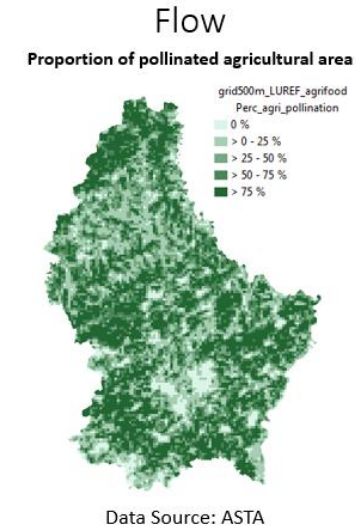 Flow
Proportion of pollinated agricultural area
grid500m_LUREF_agrifood
Perc_agri_pollination
0 %
> 0 - 25 %
> 25 - 50 %
> 50 - 75 %
> 75 %
Data Source: ASTA